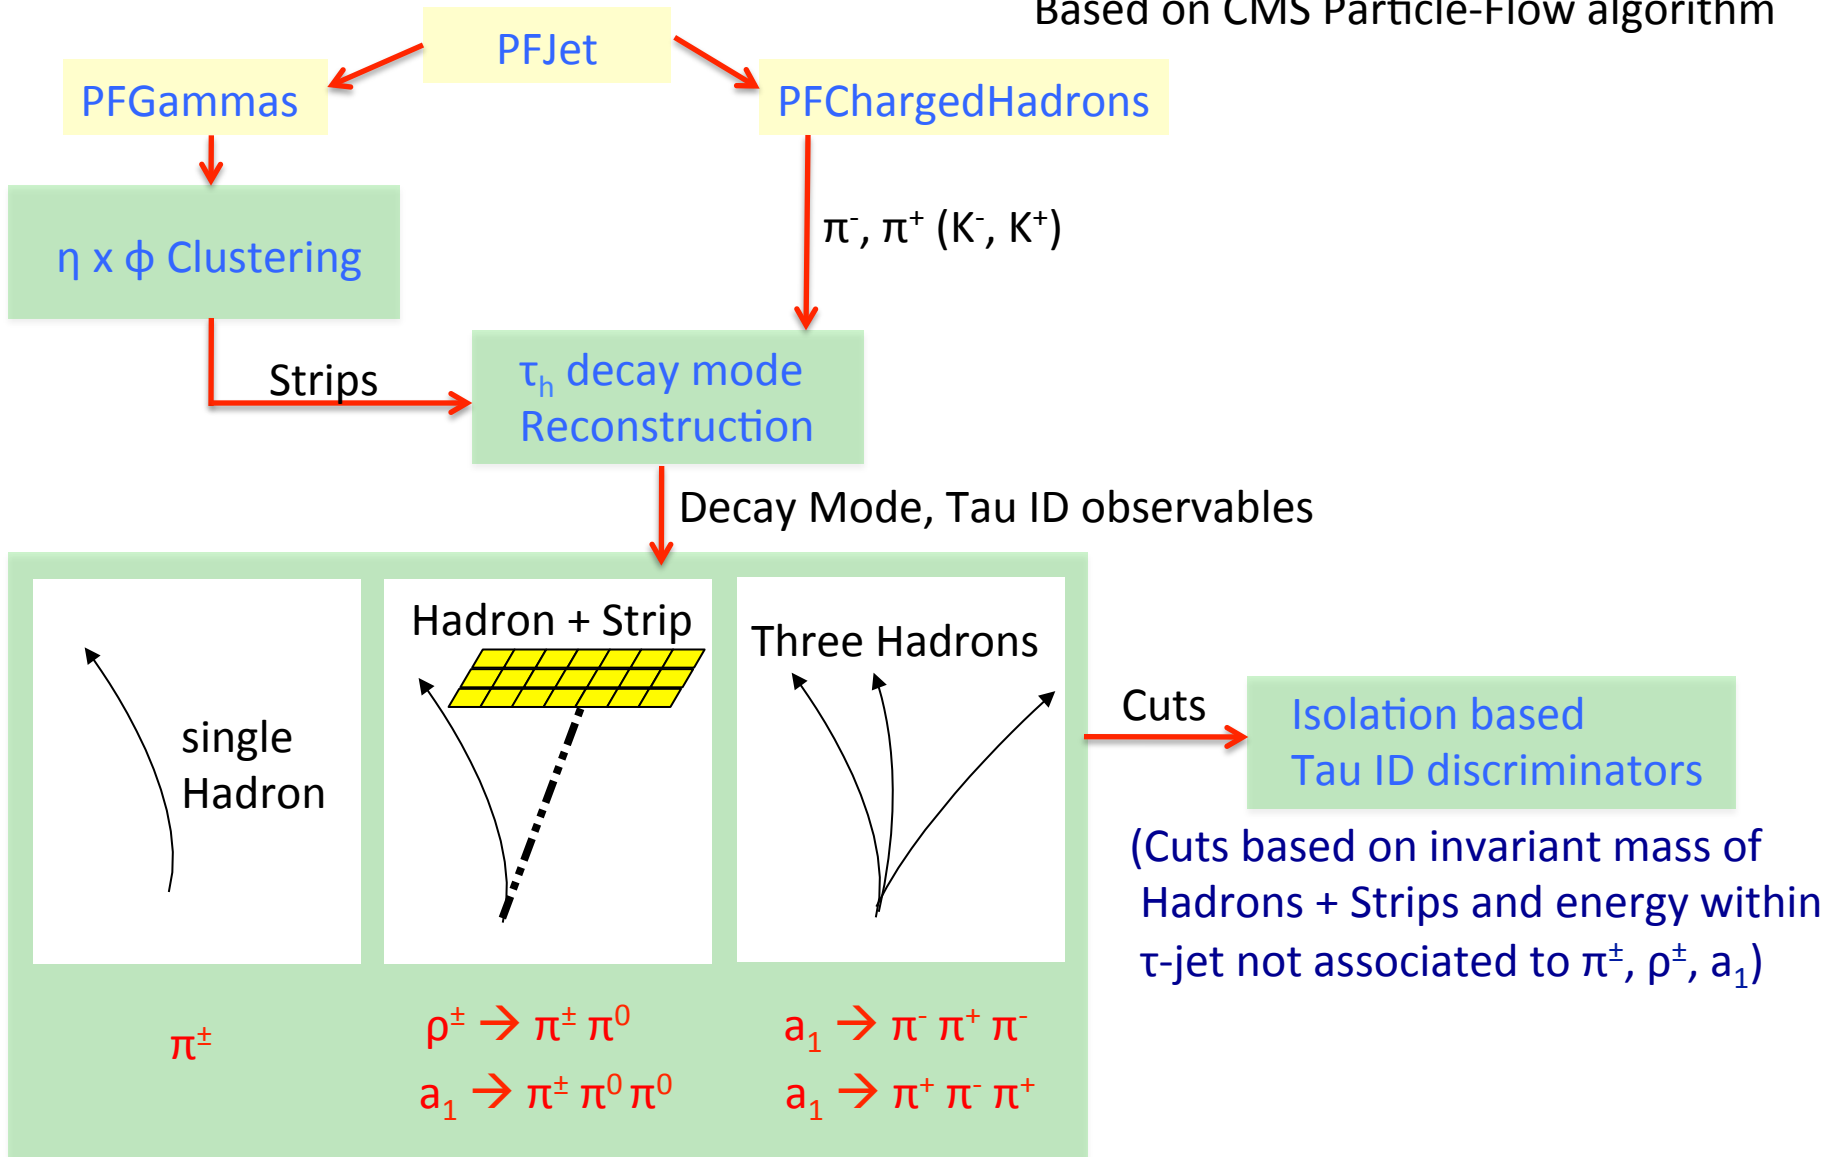 Based on CMS Particle-Flow algorithm
PFJet
PFGammas
PFChargedHadrons
η x ϕ Clustering
π⁻, π⁺ (K⁻, K⁺)
Strips
τₕ decay mode
Reconstruction
Decay Mode, Tau ID observables
single
Hadron
Hadron + Strip
Three Hadrons
Cuts
Isolation based
Tau ID discriminators
(Cuts based on invariant mass of
Hadrons + Strips and energy within
τ-jet not associated to π±, ρ±, a₁)
π±
ρ± → π± π⁰
a₁ → π± π⁰ π⁰
a₁ → π⁻ π⁺ π⁻
a₁ → π⁺ π⁻ π⁺